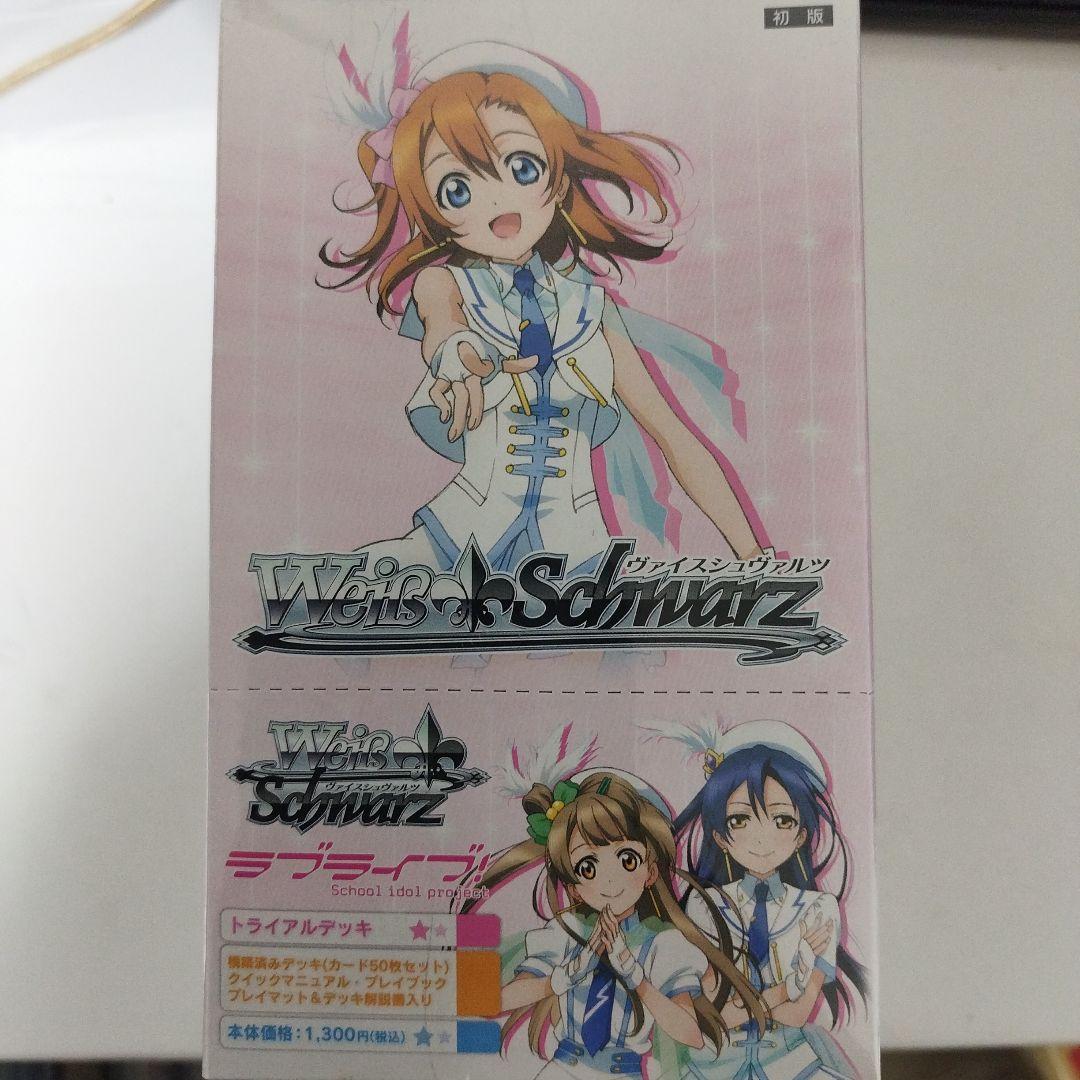 初版
ヴァイスシュヴァルツ
Weiß Schwarz
Weiß
ヴァイスシュヴァルツ
Schwarz
ラブライブ!
School idol project
トライアルデッキ ★★
構築済みデッキ(カード50枚セット)
クイックマニュアル・プレイブック
プレイマット&デッキ解説書入り
本体価格:1,300円(税込) ★★